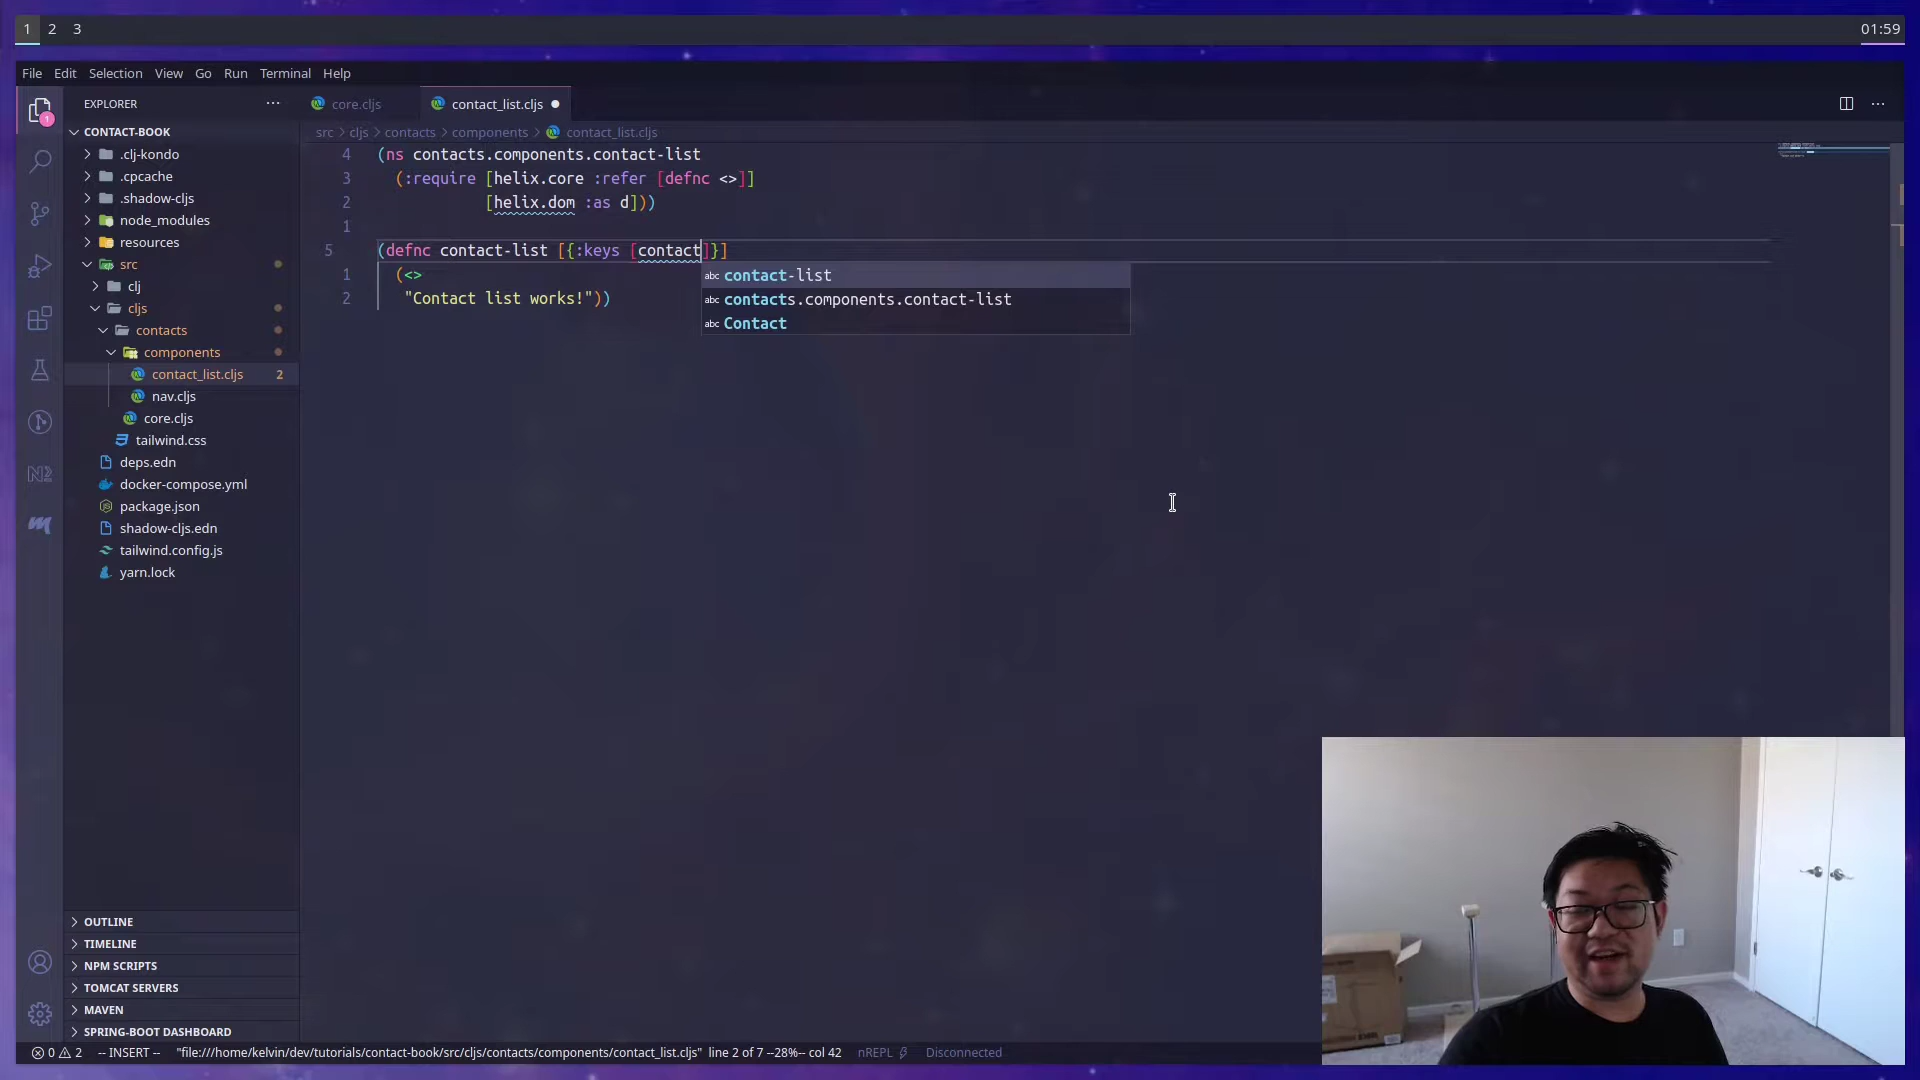 1 2 3 01:59
File Edit Selection View Go Run Terminal Help
EXPLORER ···
core.cljs
contact_list.cljs
···
CONTACT-BOOK
.clj-kondo
.cpcache
.shadow-cljs
node_modules
resources
src
clj
cljs
contacts
components
contact_list.cljs 2
nav.cljs
core.cljs
tailwind.css
deps.edn
docker-compose.yml
package.json
shadow-cljs.edn
tailwind.config.js
yarn.lock
OUTLINE
TIMELINE
NPM SCRIPTS
TOMCAT SERVERS
MAVEN
SPRING-BOOT DASHBOARD
src > cljs > contacts > components > contact_list.cljs
4 (ns contacts.components.contact-list
3 (:require [helix.core :refer [defnc <>]]
2 [helix.dom :as d]))
1
5 (defnc contact-list [{:keys [contact]}]
1 (<>
2 "Contact list works!"))
abc contact-list
abc contacts.components.contact-list
abc Contact
0 2 -- INSERT -- "file:///home/kelvin/dev/tutorials/contact-book/src/cljs/contacts/components/contact_list.cljs" line 2 of 7 --28%-- col 42 nREPL Disconnected